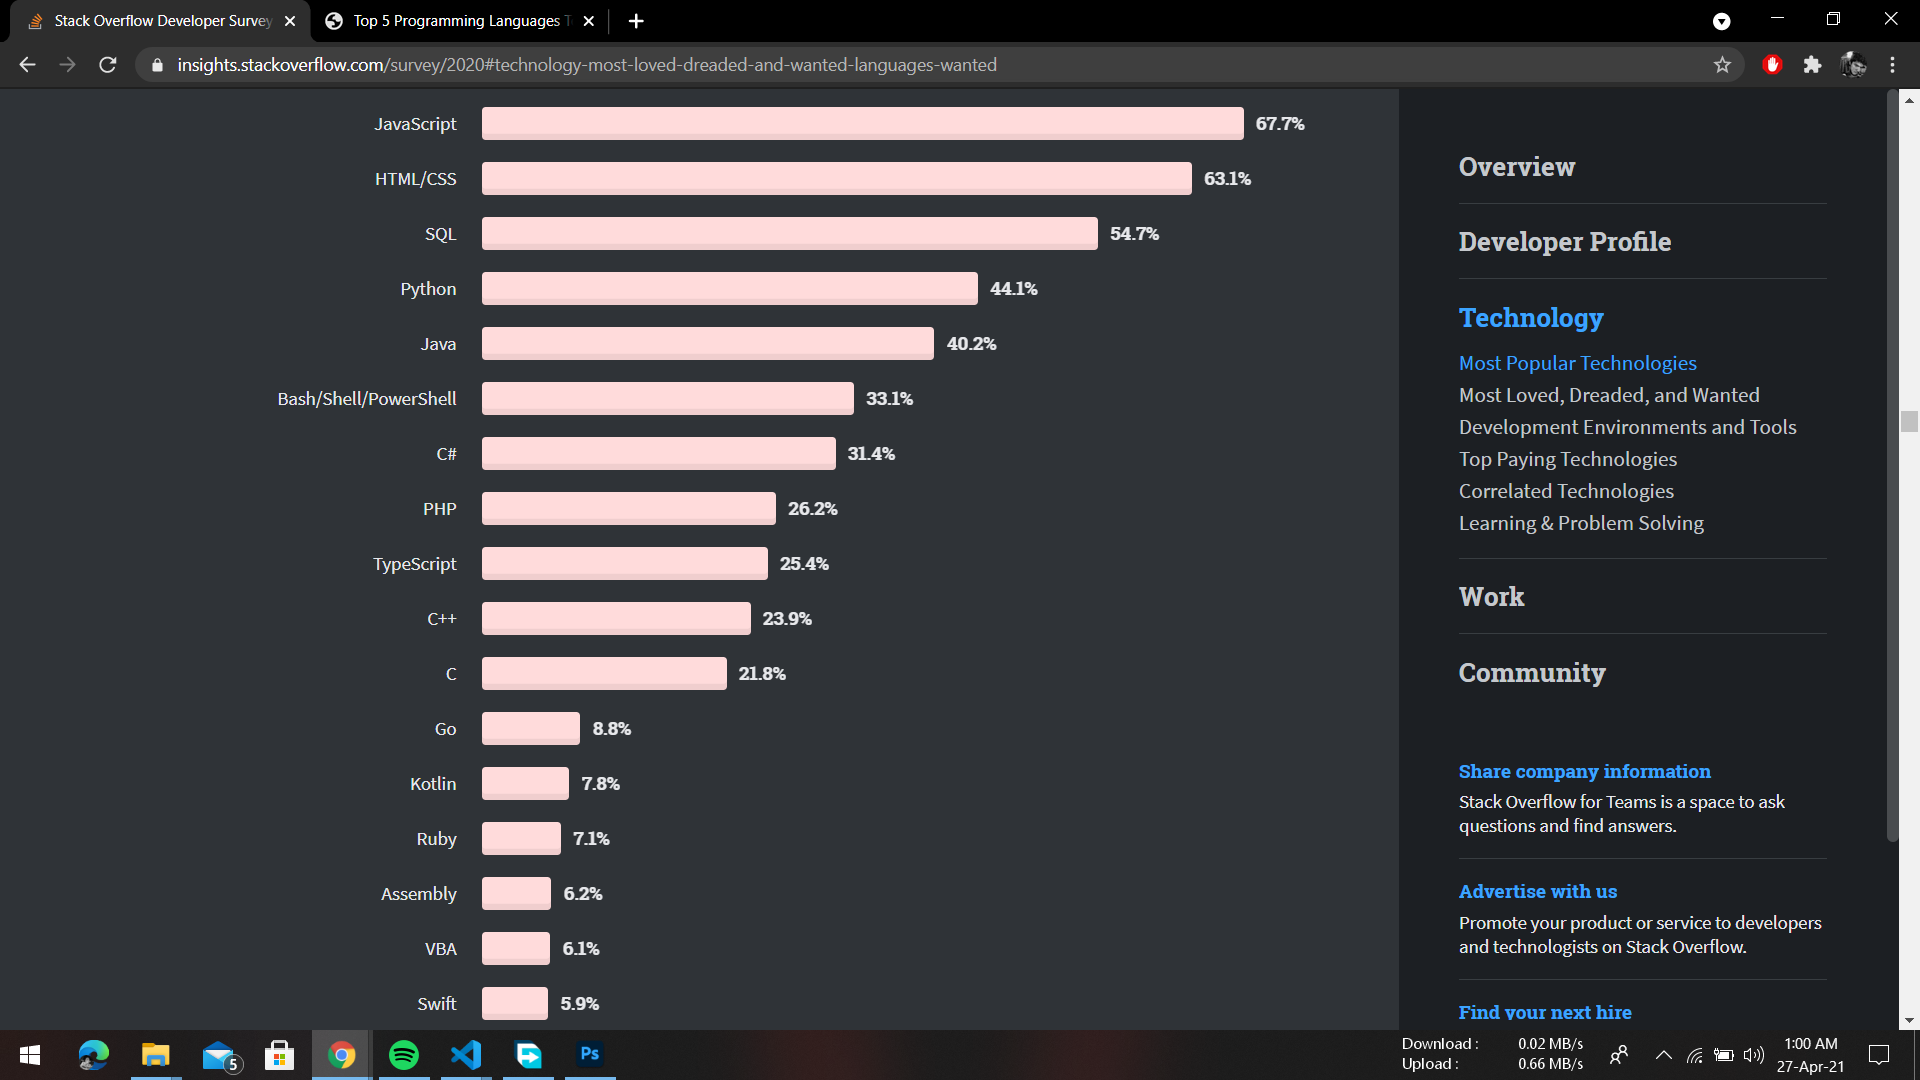 Stack Overflow Developer Survey
Top 5 Programming Languages T
insights.stackoverflow.com/survey/2020#technology-most-loved-dreaded-and-wanted-languages-wanted
JavaScript 67.7%
HTML/CSS 63.1%
SQL 54.7%
Python 44.1%
Java 40.2%
Bash/Shell/PowerShell 33.1%
C# 31.4%
PHP 26.2%
TypeScript 25.4%
C++ 23.9%
C 21.8%
Go 8.8%
Kotlin 7.8%
Ruby 7.1%
Assembly 6.2%
VBA 6.1%
Swift 5.9%
Overview
Developer Profile
Technology
Most Popular Technologies
Most Loved, Dreaded, and Wanted
Development Environments and Tools
Top Paying Technologies
Correlated Technologies
Learning & Problem Solving
Work
Community
Share company information
Stack Overflow for Teams is a space to ask
questions and find answers.
Advertise with us
Promote your product or service to developers
and technologists on Stack Overflow.
Find your next hire
5
Ps
Download : 0.02 MB/s
Upload : 0.66 MB/s
1:00 AM
27-Apr-21